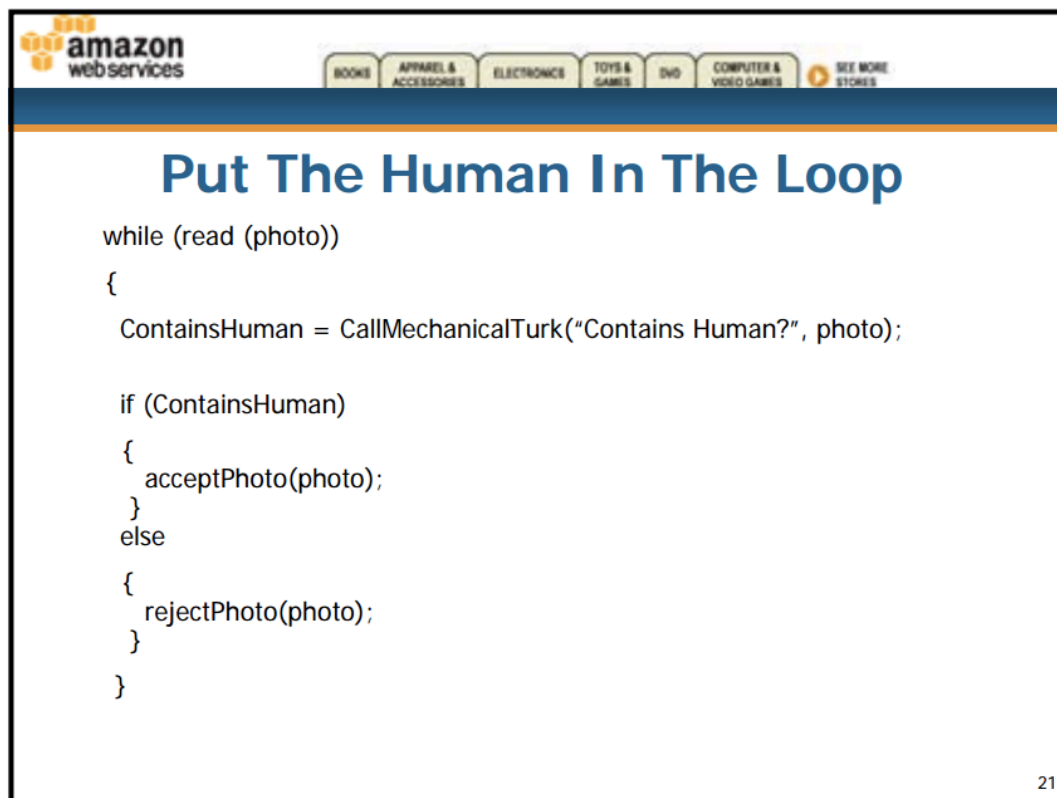 amazon
webservices
BOOKS
APPAREL &
ACCESSORIES
ELECTRONICS
TOYS &
GAMES
DVD
COMPUTER &
VIDEO GAMES
SEE MORE
STORES
Put The Human In The Loop
while (read (photo))
{
ContainsHuman = CallMechanicalTurk(“Contains Human?”, photo);
if (ContainsHuman)
{
acceptPhoto(photo);
}
else
{
rejectPhoto(photo);
}
}
21